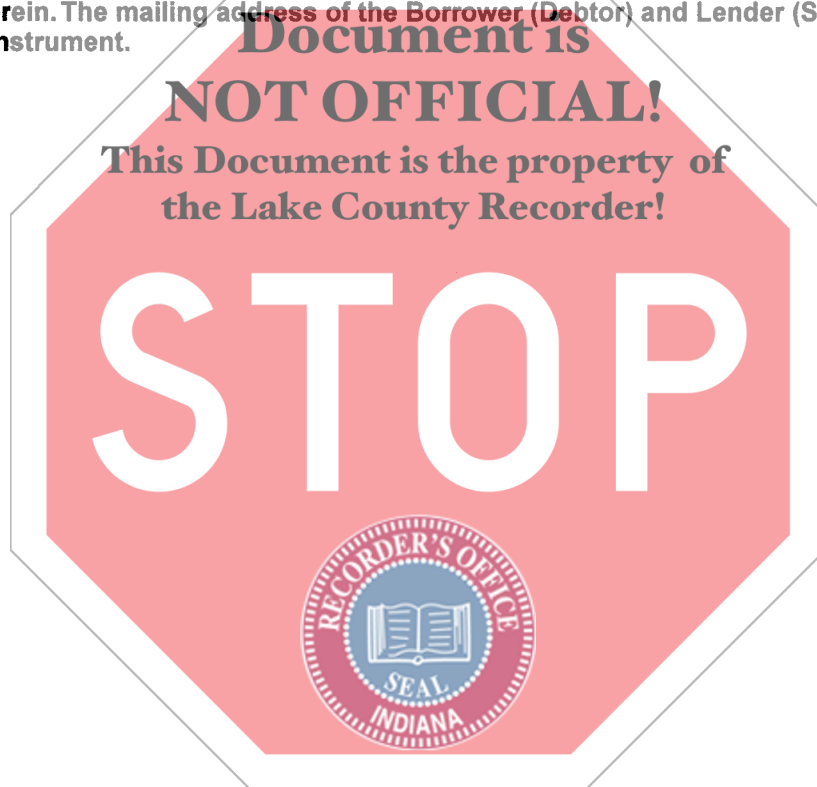 rein. The mailing address of the Borrower (Debtor) and Lender (S
nstrument.
Document is
NOT OFFICIAL!
This Document is the property of
the Lake County Recorder!
STOP
RECORDER'S OFFICE
SEAL
INDIANA